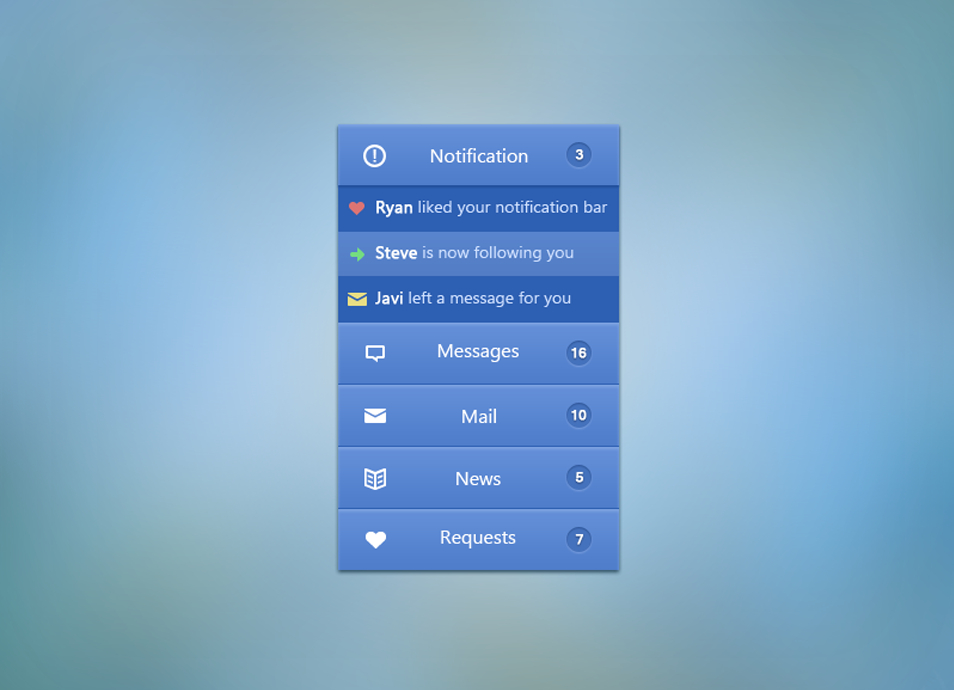 Notification 3
Ryan liked your notification bar
Steve is now following you
Javi left a message for you
Messages 16
Mail 10
News 5
Requests 7